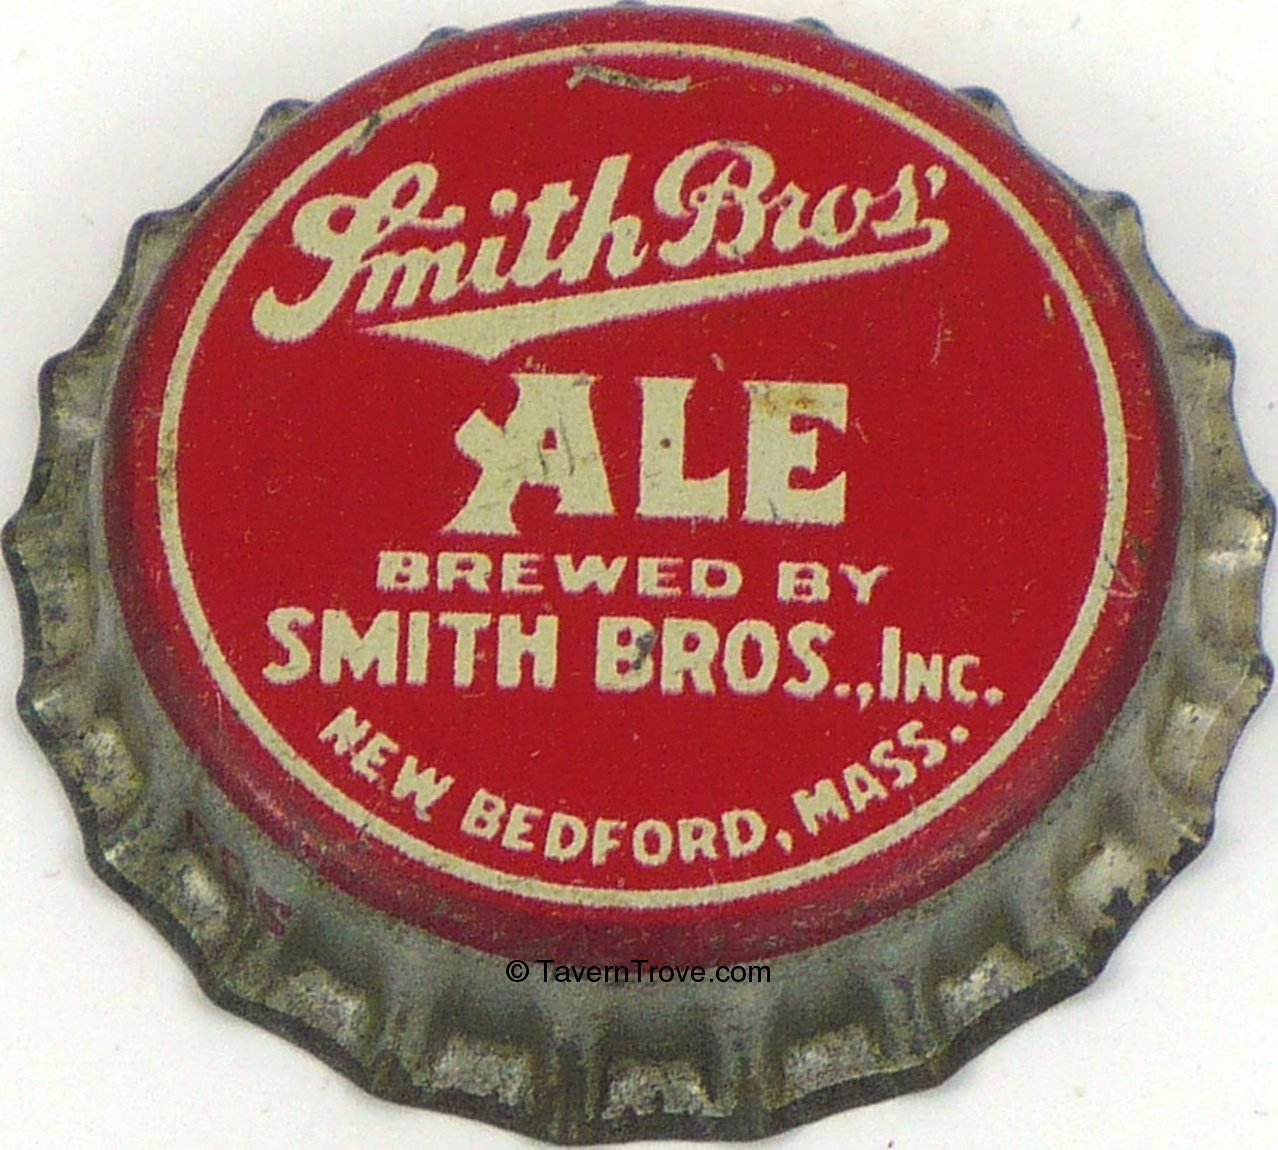 Smith Bros'
ALE
BREWED BY
SMITH BROS., INC.
NEW BEDFORD, MASS.
© TavernTrove.com